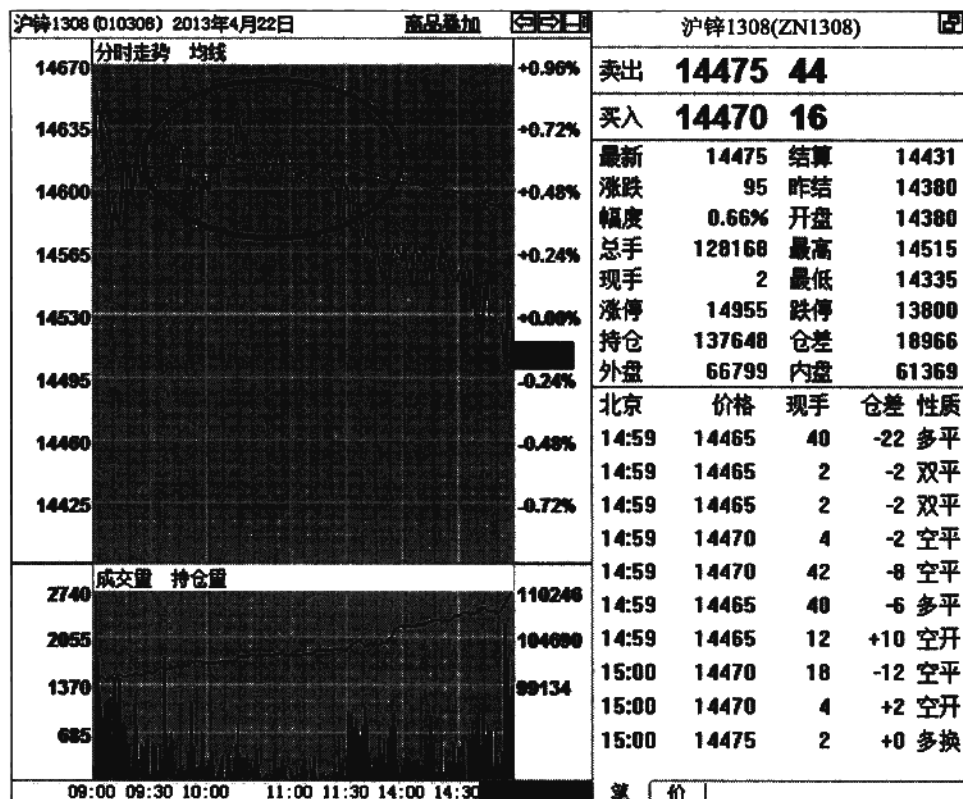 沪锌1308 (010308) 2013年4月22日 商品叠加
分时走势 均线
14670 +0.96%
14635 +0.72%
14600 +0.48%
14565 +0.24%
14530 +0.00%
14495 -0.24%
14460 -0.48%
14425 -0.72%
成交量 持仓量
2740 110246
2055 104690
1370 99134
685
09:00 09:30 10:00 11:00 11:30 14:00 14:30
沪锌1308(ZN1308)
卖出 14475 44
买入 14470 16
最新 14475 结算 14431
涨跌 95 昨结 14380
幅度 0.66% 开盘 14380
总手 128168 最高 14515
现手 2 最低 14335
涨停 14955 跌停 13800
持仓 137648 仓差 18966
外盘 66799 内盘 61369
北京 价格 现手 仓差 性质
14:59 14465 40 -22 多平
14:59 14465 2 -2 双平
14:59 14465 2 -2 双平
14:59 14470 4 -2 空平
14:59 14470 42 -8 空平
14:59 14465 40 -6 多平
14:59 14465 12 +10 空开
15:00 14470 18 -12 空平
15:00 14470 4 +2 空开
15:00 14475 2 +0 多换
笔 价